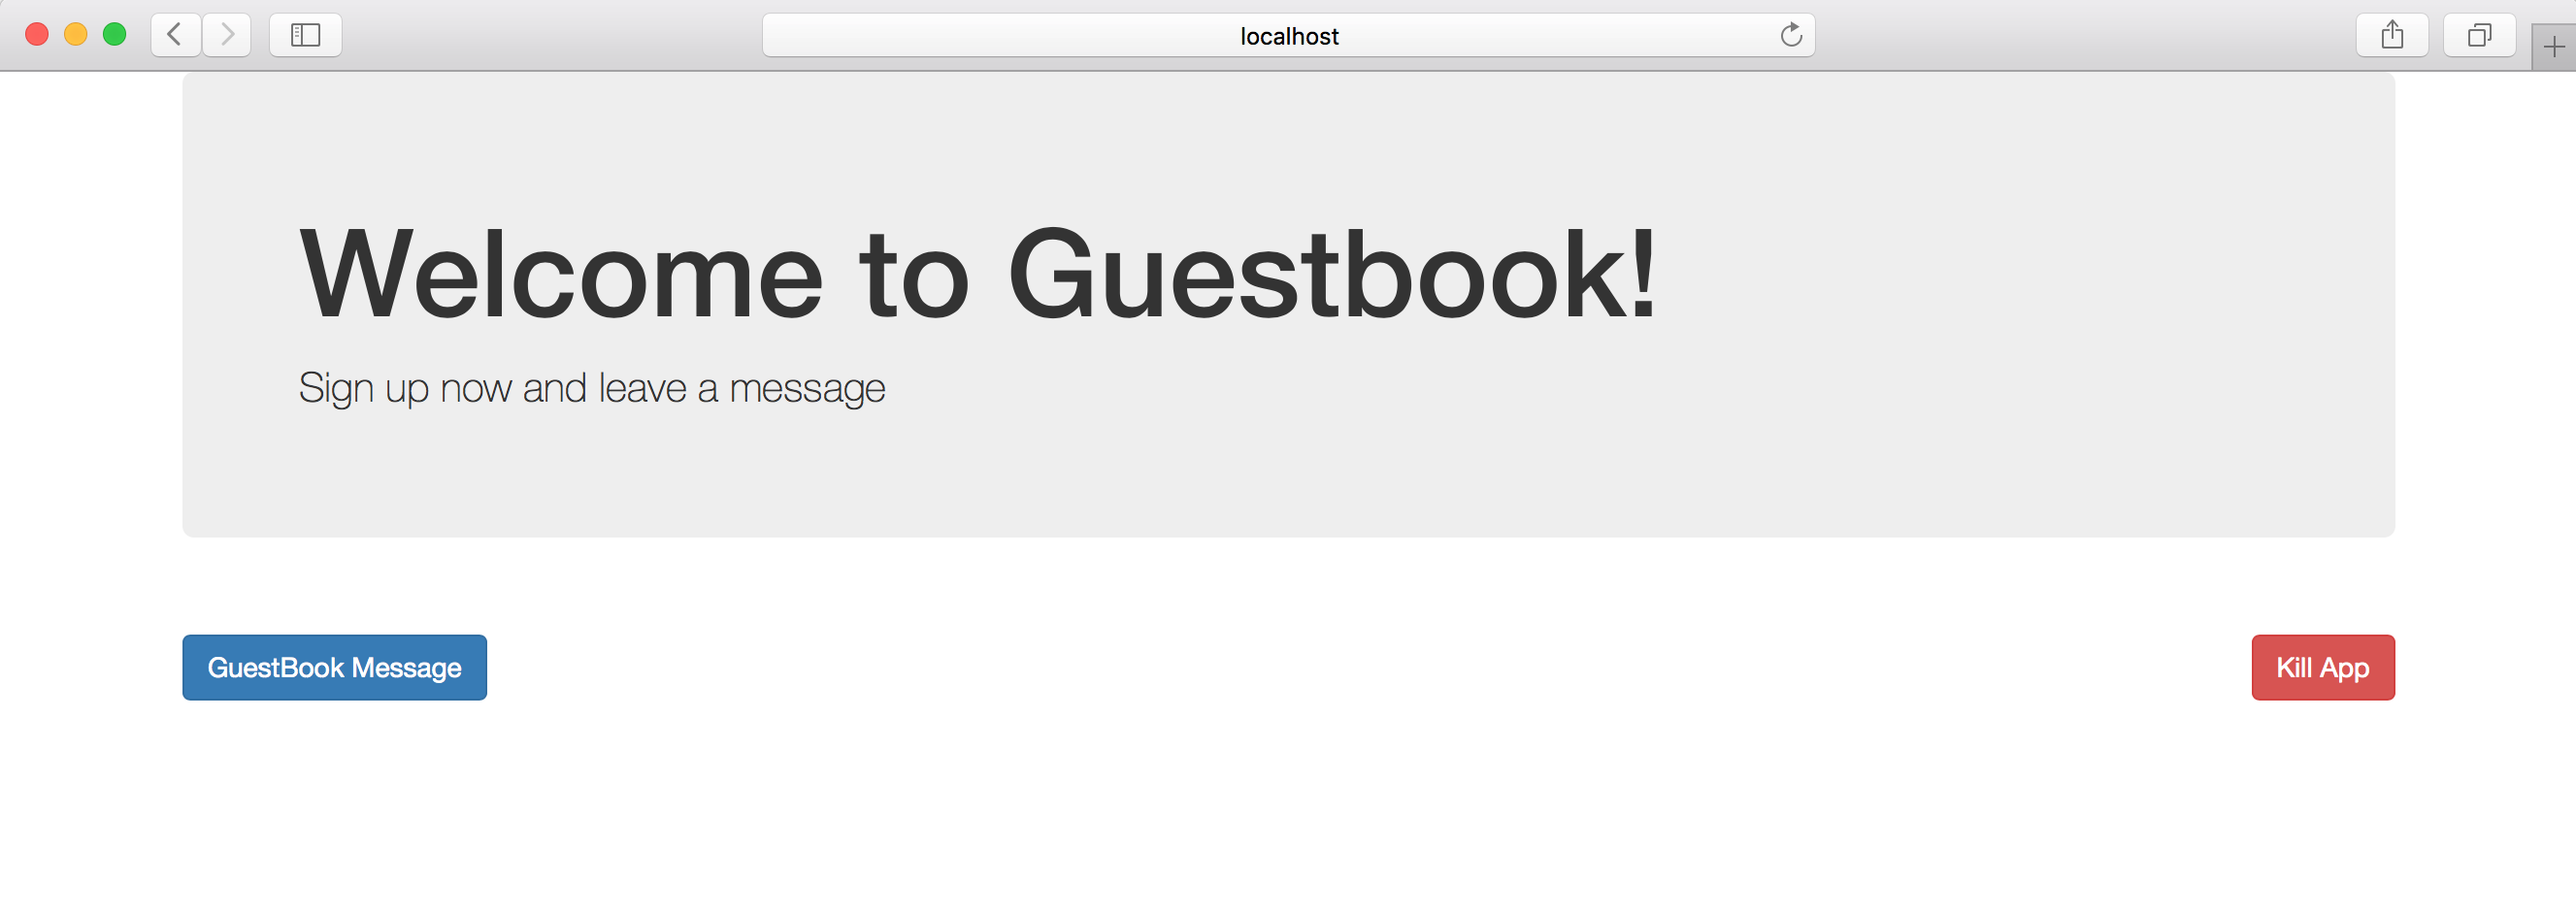 localhost
Welcome to Guestbook!
Sign up now and leave a message
GuestBook Message
Kill App